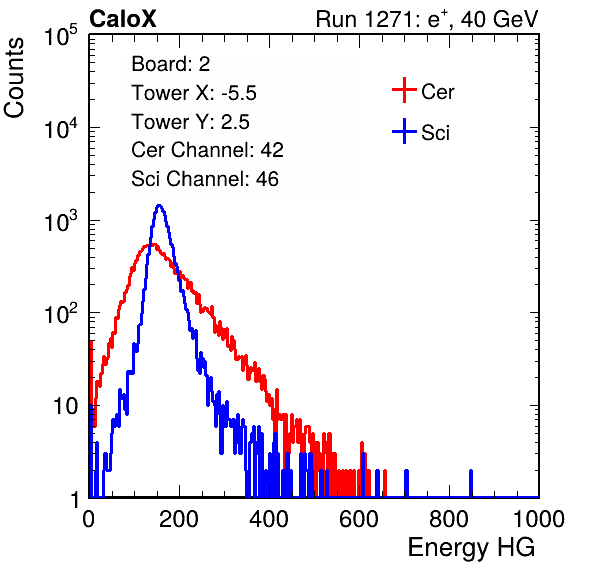 CaloX Run 1271: e⁺, 40 GeV
Counts
Board: 2
Tower X: -5.5
Tower Y: 2.5
Cer Channel: 42
Sci Channel: 46
Cer
Sci
10⁵
10⁴
10³
10²
10
1
0 200 400 600 800 1000
Energy HG